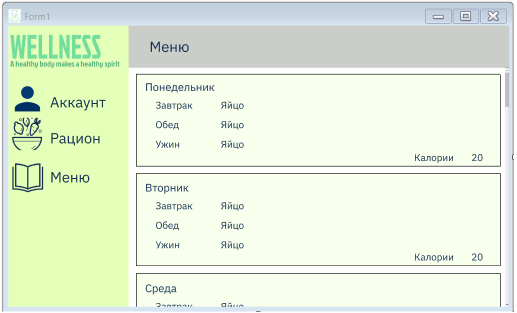 Form1
WELLNESS
A healthy body makes a healthy spirit
Аккаунт
Рацион
Меню
Меню
Понедельник
Завтрак Яйцо
Обед Яйцо
Ужин Яйцо
Калории 20
Вторник
Завтрак Яйцо
Обед Яйцо
Ужин Яйцо
Калории 20
Среда
Завтрак Яйцо